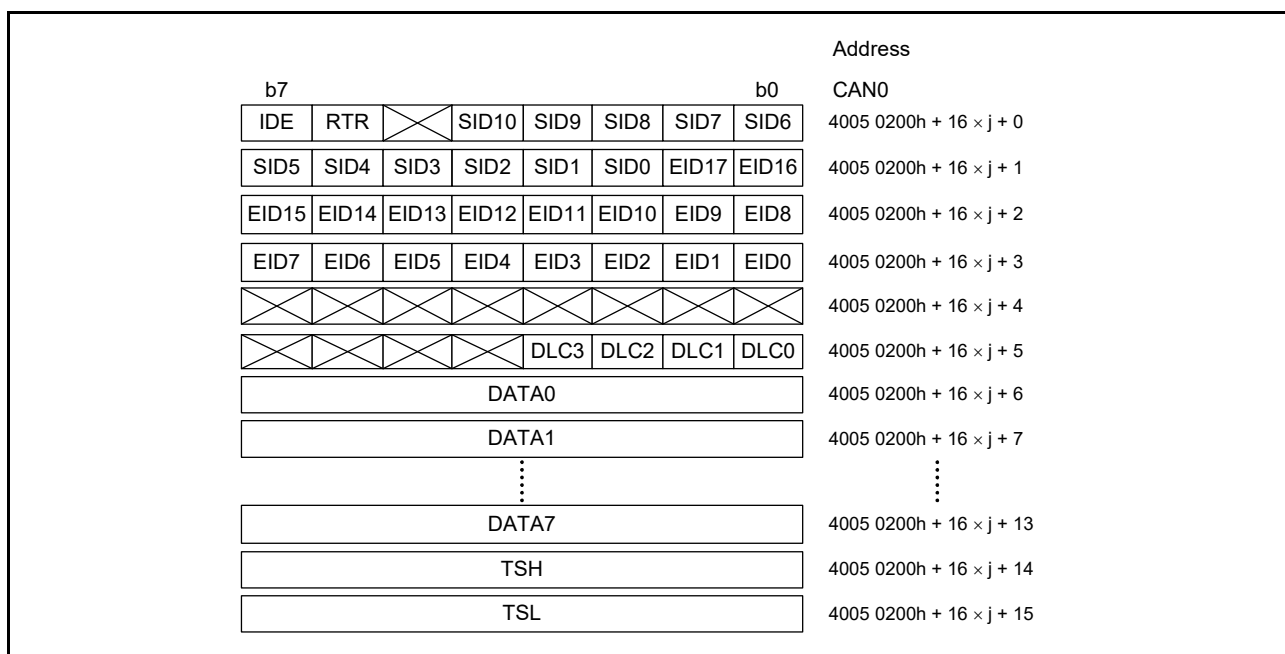 Address
b7 b0 CAN0
IDE RTR SID10 SID9 SID8 SID7 SID6 4005 0200h + 16 × j + 0
SID5 SID4 SID3 SID2 SID1 SID0 EID17 EID16 4005 0200h + 16 × j + 1
EID15 EID14 EID13 EID12 EID11 EID10 EID9 EID8 4005 0200h + 16 × j + 2
EID7 EID6 EID5 EID4 EID3 EID2 EID1 EID0 4005 0200h + 16 × j + 3
4005 0200h + 16 × j + 4
DLC3 DLC2 DLC1 DLC0 4005 0200h + 16 × j + 5
DATA0 4005 0200h + 16 × j + 6
DATA1 4005 0200h + 16 × j + 7
DATA7 4005 0200h + 16 × j + 13
TSH 4005 0200h + 16 × j + 14
TSL 4005 0200h + 16 × j + 15